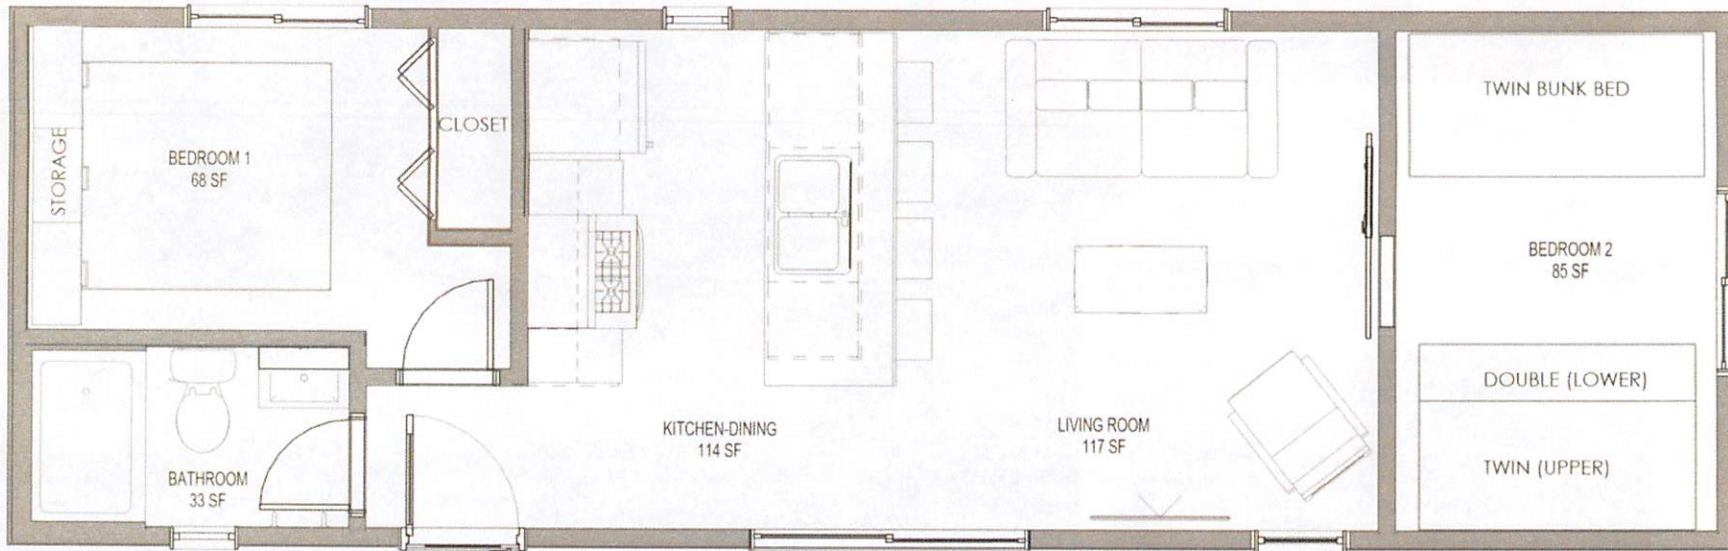 STORAGE
BEDROOM 1
68 SF
CLOSET
BATHROOM
33 SF
KITCHEN-DINING
114 SF
LIVING ROOM
117 SF
TWIN BUNK BED
BEDROOM 2
85 SF
DOUBLE (LOWER)
TWIN (UPPER)